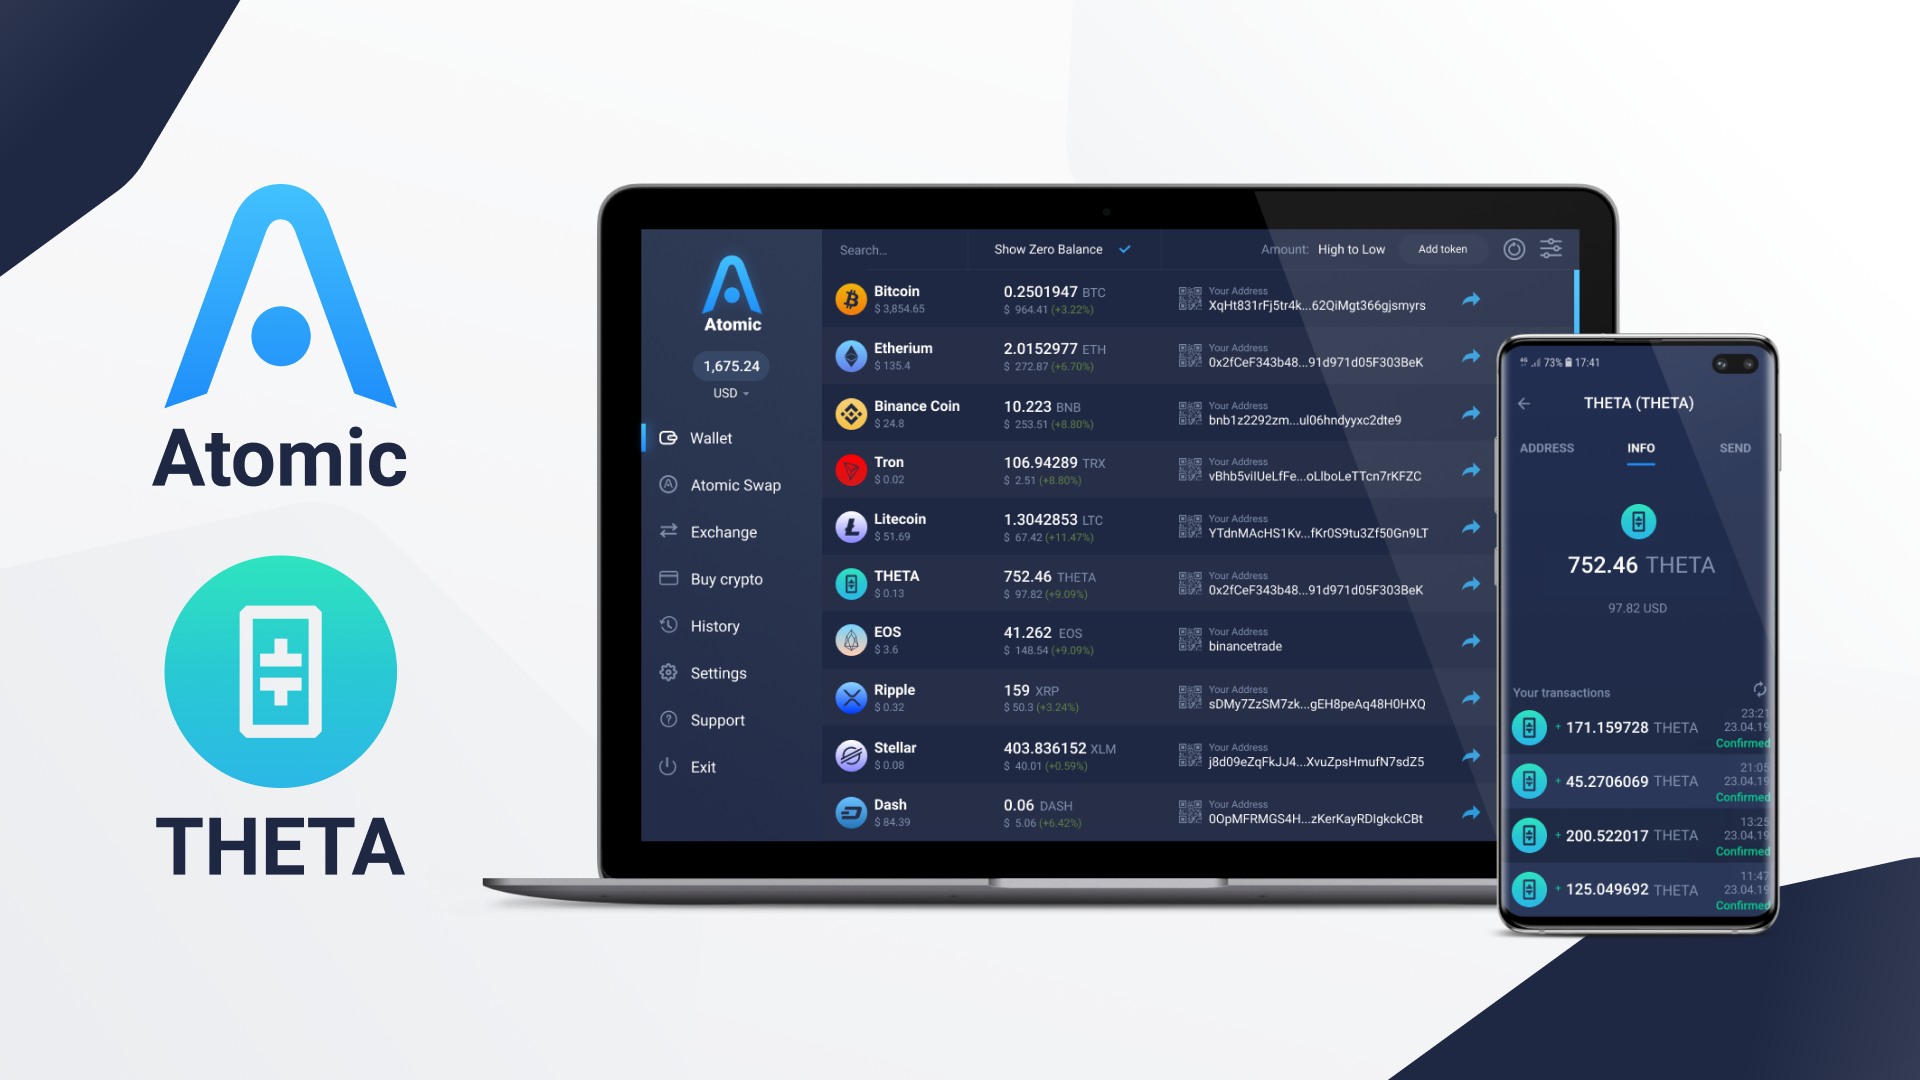 Atomic
THETA
Atomic
1,675.24
USD
Wallet
Atomic Swap
Exchange
Buy crypto
History
Settings
Support
Exit
Search...
Show Zero Balance
Amount: High to Low
Add token
Bitcoin
$ 3,854.65
0.2501947 BTC
$ 964.41 (+3.22%)
Your Address
XqHt831rFj5tr4k...62QiMgt366gjsmyrs
Etherium
$ 135.4
2.0152977 ETH
$ 272.87 (+6.70%)
Your Address
0x2fCeF343b48...91d971d05F303BeK
Binance Coin
$ 24.8
10.223 BNB
$ 253.51 (+8.80%)
Your Address
bnb1z2292zm...ul06hndyyxc2dte9
Tron
$ 0.02
106.94289 TRX
$ 2.51 (+8.80%)
Your Address
vBhb5viIUeLfFe...oLlboLeTTcn7rKFZC
Litecoin
$ 51.69
1.3042853 LTC
$ 67.42 (+11.47%)
Your Address
YTdnMAcHS1Kv...fKr0S9tu3Zf50Gn9LT
THETA
$ 0.13
752.46 THETA
$ 97.82 (+9.09%)
Your Address
0x2fCeF343b48...91d971d05F303BeK
EOS
$ 3.6
41.262 EOS
$ 148.54 (+9.09%)
Your Address
binancetrade
Ripple
$ 0.32
159 XRP
$ 50.3 (+3.24%)
Your Address
sDMy7ZzSM7zk...gEH8peAq48H0HXQ
Stellar
$ 0.08
403.836152 XLM
$ 40.01 (+0.59%)
Your Address
j8d09eZqFkJJ4...XvuZpsHmufN7sdZ5
Dash
$ 84.39
0.06 DASH
$ 5.06 (+6.42%)
Your Address
0OpMFRMGS4H...zKerKayRDIgkckCBt
4G 73% 17:41
THETA (THETA)
ADDRESS
INFO
SEND
752.46 THETA
97.82 USD
Your transactions
+ 171.159728 THETA
23:21
23.04.19
Confirmed
+ 45.2706069 THETA
21:05
23.04.19
Confirmed
+ 200.522017 THETA
13:25
23.04.19
Confirmed
+ 125.049692 THETA
11:47
23.04.19
Confirmed